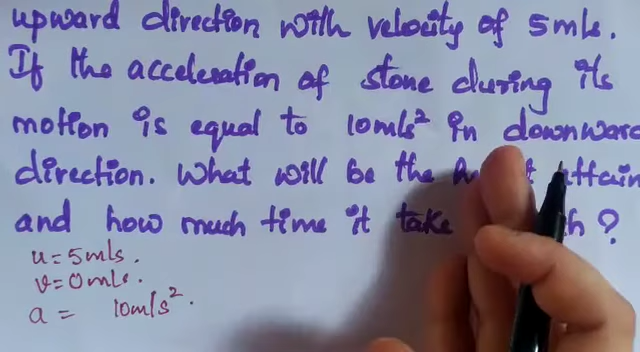 upward direction with velocity of 5m/s.
If the acceleration of stone during its
motion is equal to 10m/s² in downward
direction. What will be the
and how much time it take ?
u = 5m/s.
v = 0m/s.
a = 10m/s².